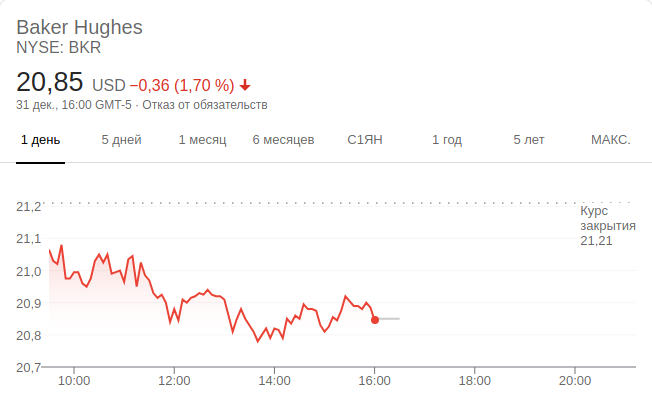 Baker Hughes
NYSE: BKR
20,85 USD −0,36 (1,70 %)
31 дек., 16:00 GMT-5 · Отказ от обязательств
1 день 5 дней 1 месяц 6 месяцев С1ЯН 1 год 5 лет МАКС.
21,2
Курс
закрытия
21,21
21,1
21,0
20,9
20,8
20,7
10:00 12:00 14:00 16:00 18:00 20:00